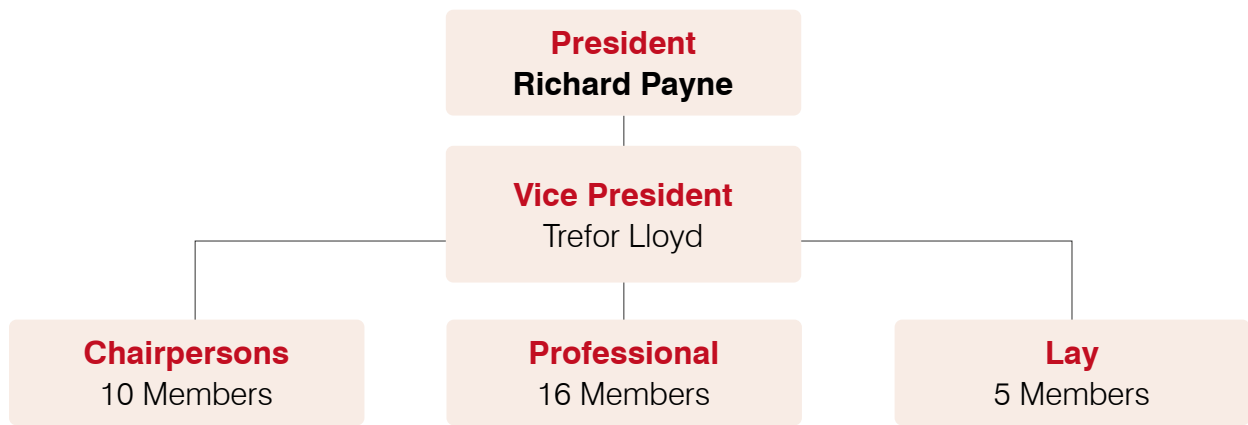 President
Richard Payne
Vice President
Trefor Lloyd
Chairpersons
10 Members
Professional
16 Members
Lay
5 Members